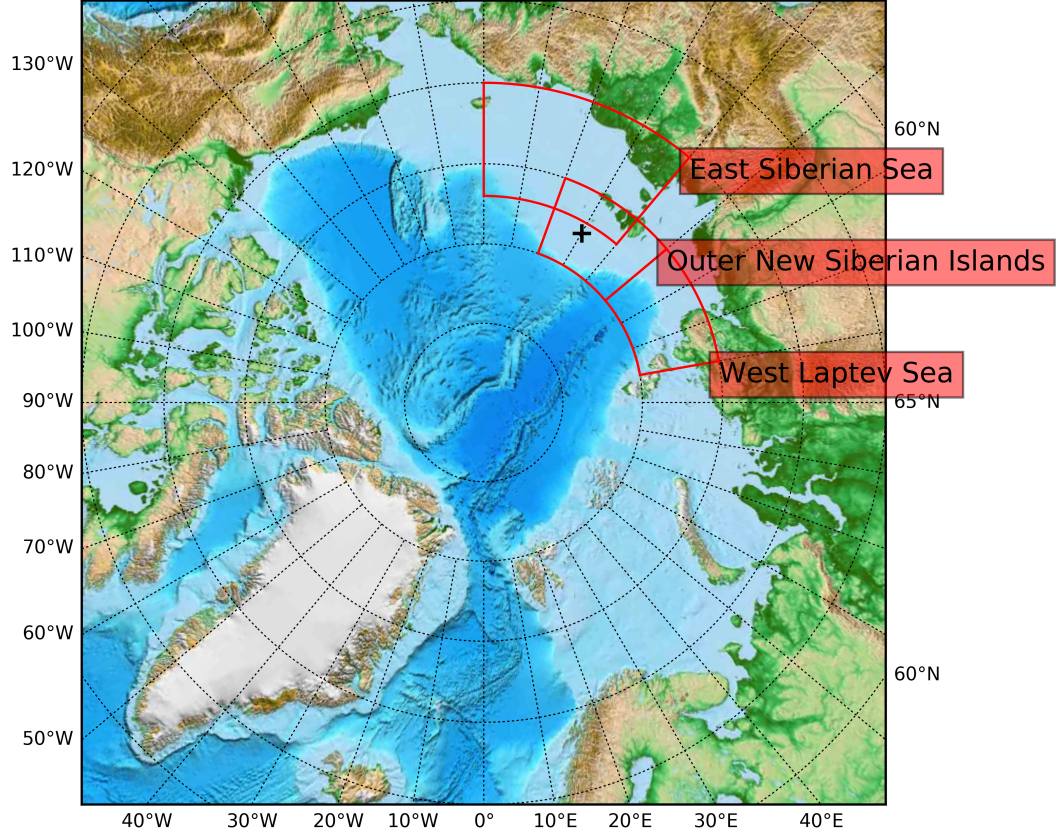 130°W
60°N
120°W
East Siberian Sea
110°W
Outer New Siberian Islands
100°W
West Laptev Sea
90°W
65°N
80°W
70°W
60°W
60°N
50°W
40°W 30°W 20°W 10°W 0° 10°E 20°E 30°E 40°E